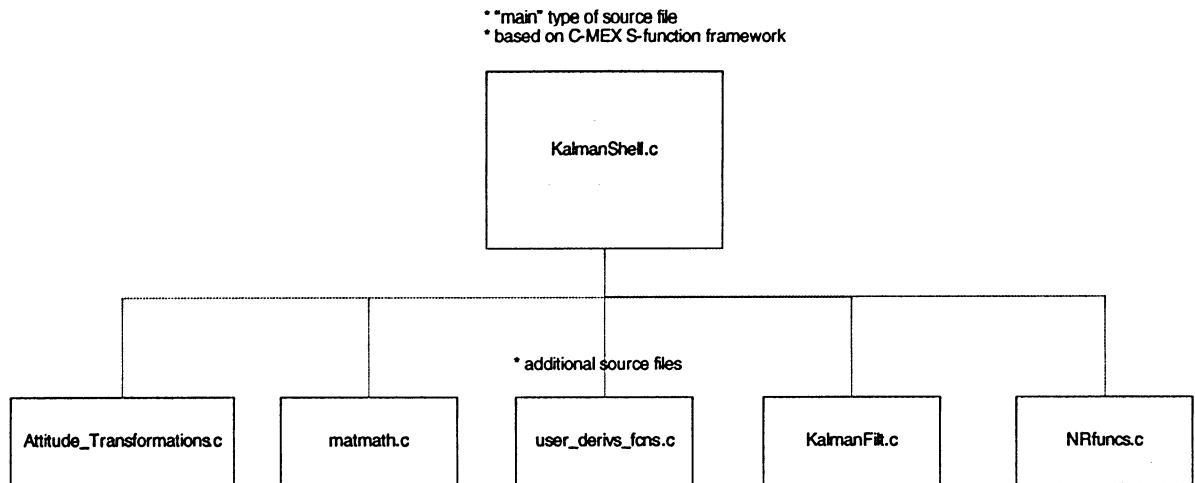 * "main" type of source file
* based on C-MEX S-function framework
KalmanShell.c
* additional source files
Attitude_Transformations.c
matmath.c
user_derivs_fcns.c
KalmanFilt.c
NRfuncs.c